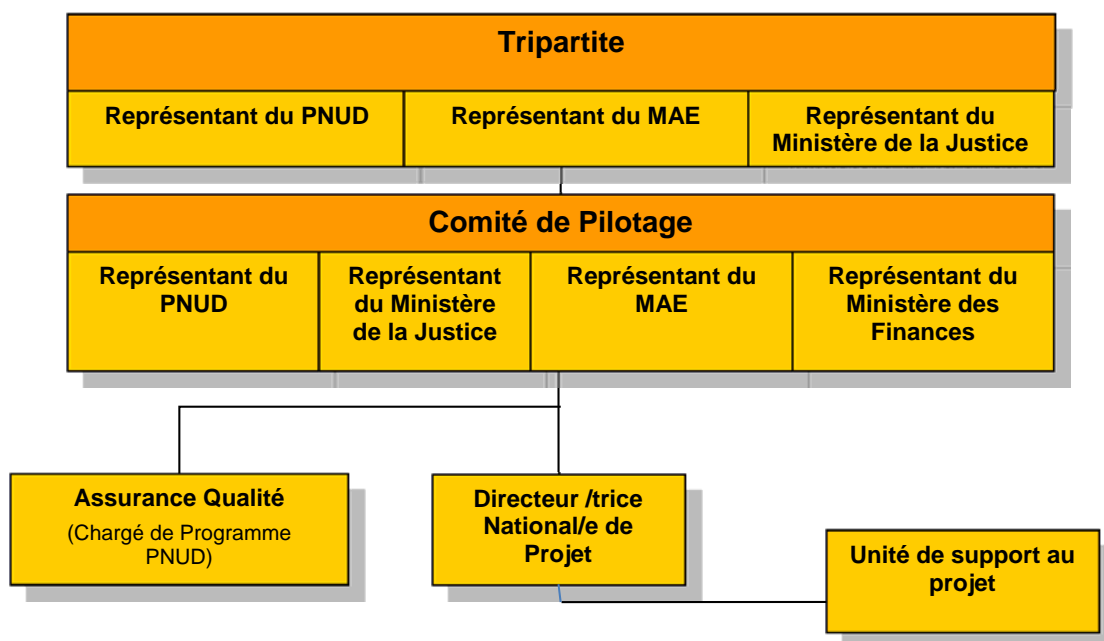 Tripartite
Représentant du PNUD
Représentant du MAE
Représentant du
Ministère de la Justice
Comité de Pilotage
Représentant du
PNUD
Représentant
du Ministère
de la Justice
Représentant du
MAE
Représentant du
Ministère des
Finances
Assurance Qualité
(Chargé de Programme
PNUD)
Directeur /trice
National/e de
Projet
Unité de support au
projet